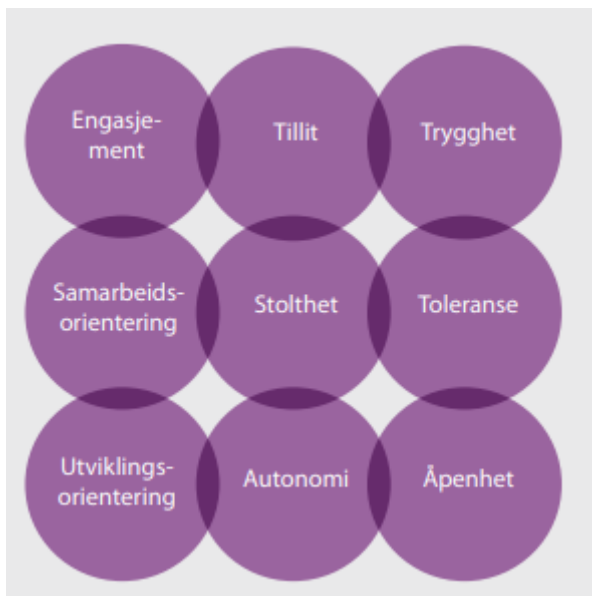 Engasje-
ment
Tillit
Trygghet
Samarbeids-
orientering
Stolthet
Toleranse
Utviklings-
orientering
Autonomi
Åpenhet